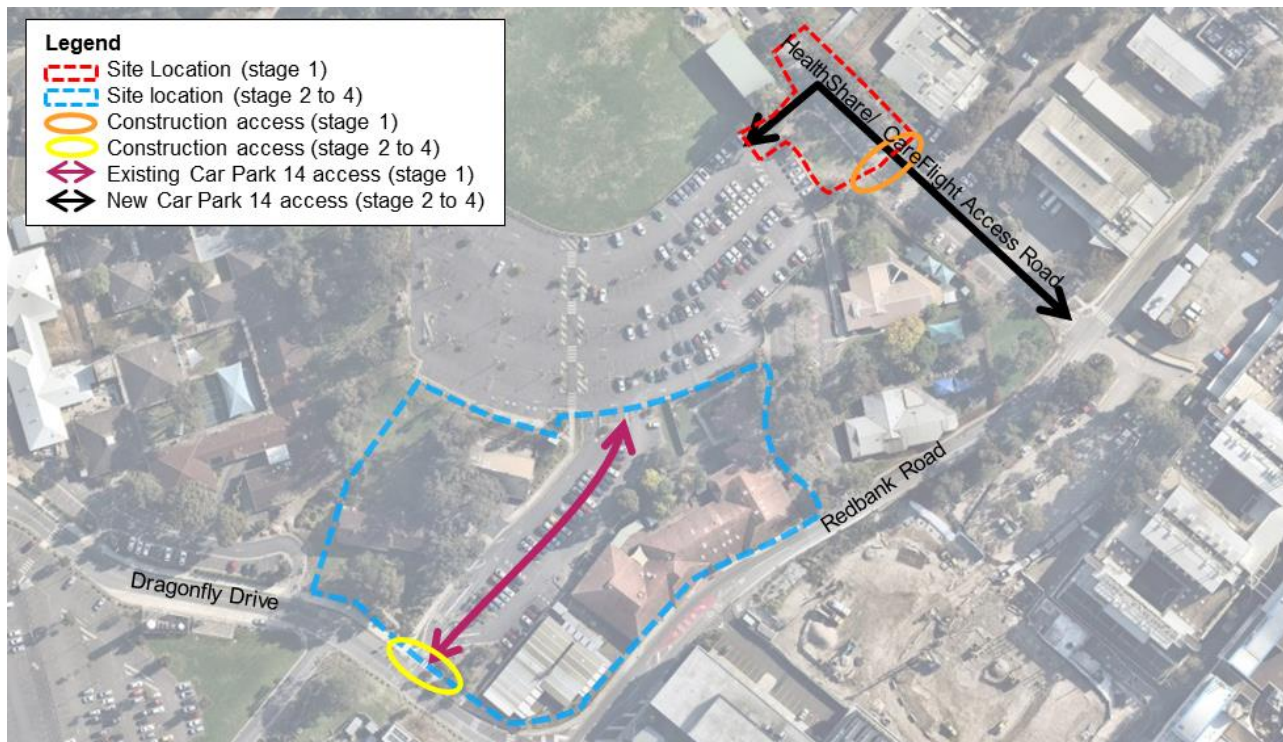 Legend
Site Location (stage 1)
Site location (stage 2 to 4)
Construction access (stage 1)
Construction access (stage 2 to 4)
Existing Car Park 14 access (stage 1)
New Car Park 14 access (stage 2 to 4)
HealthShare/ CareFlight Access Road
Redbank Road
Dragonfly Drive